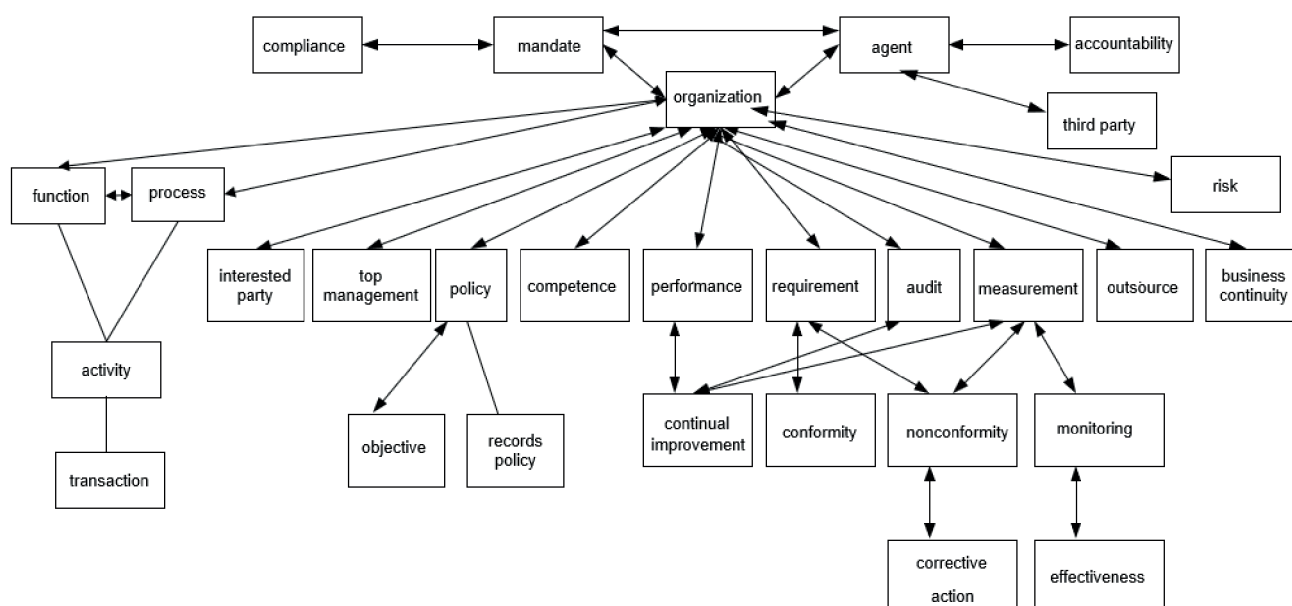 compliance
mandate
agent
accountability
organization
third party
risk
function
process
interested
party
top
management
policy
competence
performance
requirement
audit
measurement
outsource
business
continuity
activity
objective
records
policy
continual
improvement
conformity
nonconformity
monitoring
transaction
corrective
action
effectiveness